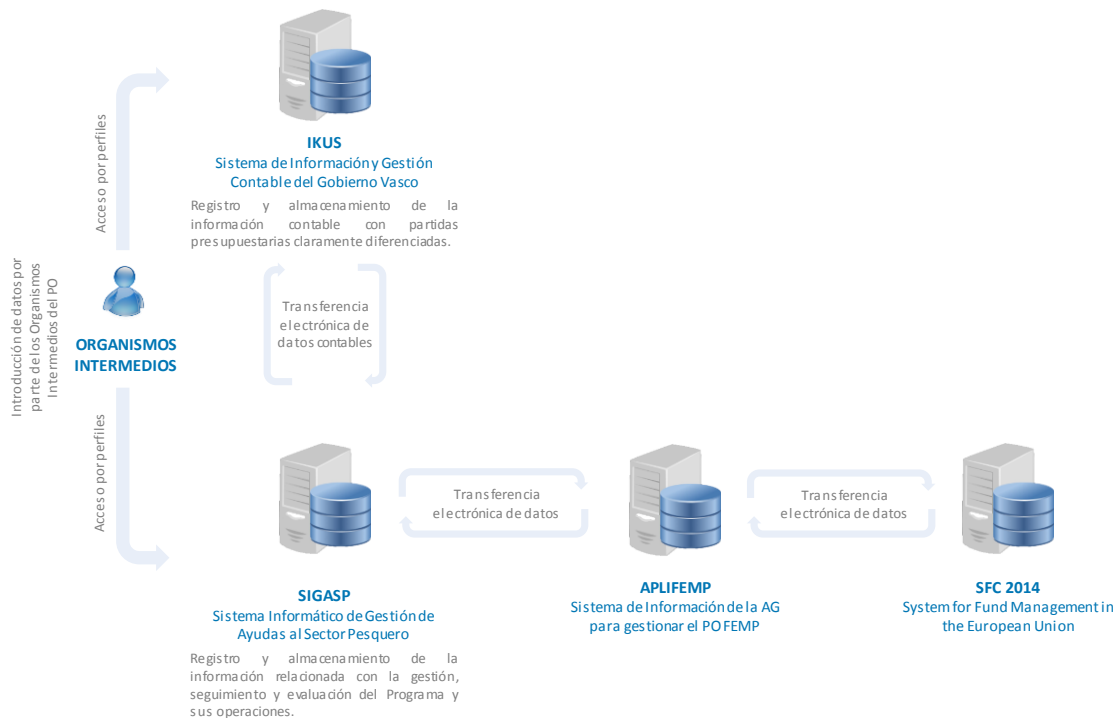 IKUS
Sistema de Información y Gestión
Contable del Gobierno Vasco
Registro y almacenamiento de la
información contable con partidas
presupuestarias claramente diferenciadas.
Acceso por perfiles
Introducción de datos por
parte de los Organismos
Intermedios del PO
ORGANISMOS
INTERMEDIOS
Transferencia
electrónica de
datos contables
Acceso por perfiles
Transferencia
electrónica de datos
Transferencia
electrónica de datos
SIGASP
Sistema Informático de Gestión de
Ayudas al Sector Pesquero
Registro y almacenamiento de la
información relacionada con la gestión,
seguimiento y evaluación del Programa y
sus operaciones.
APLIFEMP
Sistema de Información de la AG
para gestionar el PO FEMP
SFC 2014
System for Fund Management in
the European Union